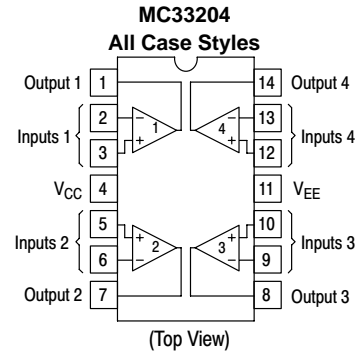 MC33204
All Case Styles
Output 1 1 14 Output 4
2 − − 13
Inputs 1 1 4 Inputs 4
3 + + 12
VCC 4 11 VEE
5 + + 10
Inputs 2 2 3 Inputs 3
6 − − 9
Output 2 7 8 Output 3
(Top View)